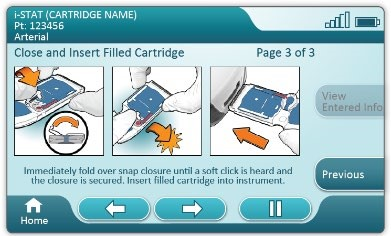 i-STAT (CARTRIDGE NAME)
Pt: 123456
Arterial
Close and Insert Filled Cartridge
Page 3 of 3
View
Entered Info
Immediately fold over snap closure until a soft click is heard and
the closure is secured. Insert filled cartridge into instrument.
Previous
Home